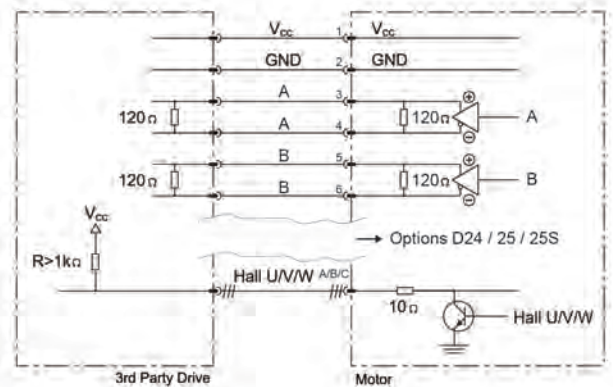 Vcc 1 Vcc
GND 2 GND
A 3
120Ω 120Ω A
A 4
B 5
120Ω 120Ω B
B 6
Vcc
→ Options D24 / 25 / 25S
R>1kΩ
Hall U/V/W A/B/C
10Ω
Hall U/V/W
3rd Party Drive
Motor